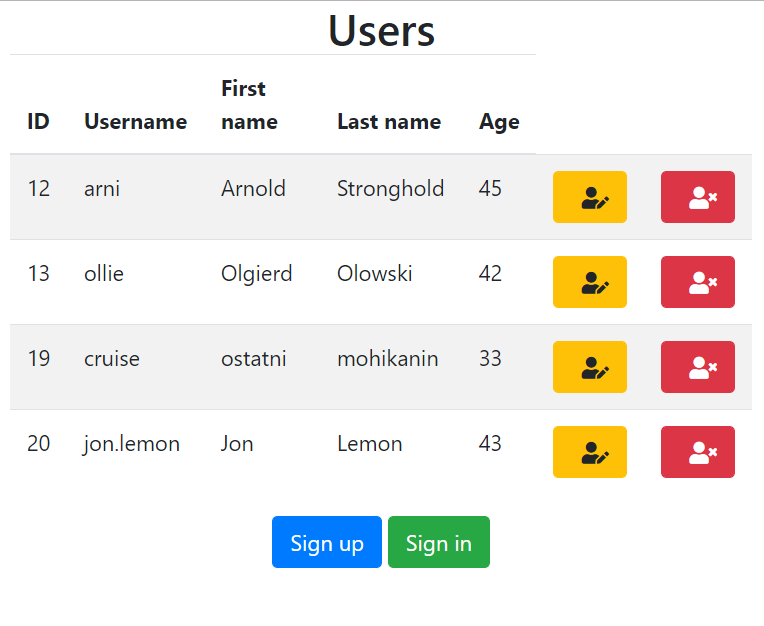 Users
ID Username First name Last name Age
12 arni Arnold Stronghold 45
13 ollie Olgierd Olowski 42
19 cruise ostatni mohikanin 33
20 jon.lemon Jon Lemon 43
Sign up Sign in